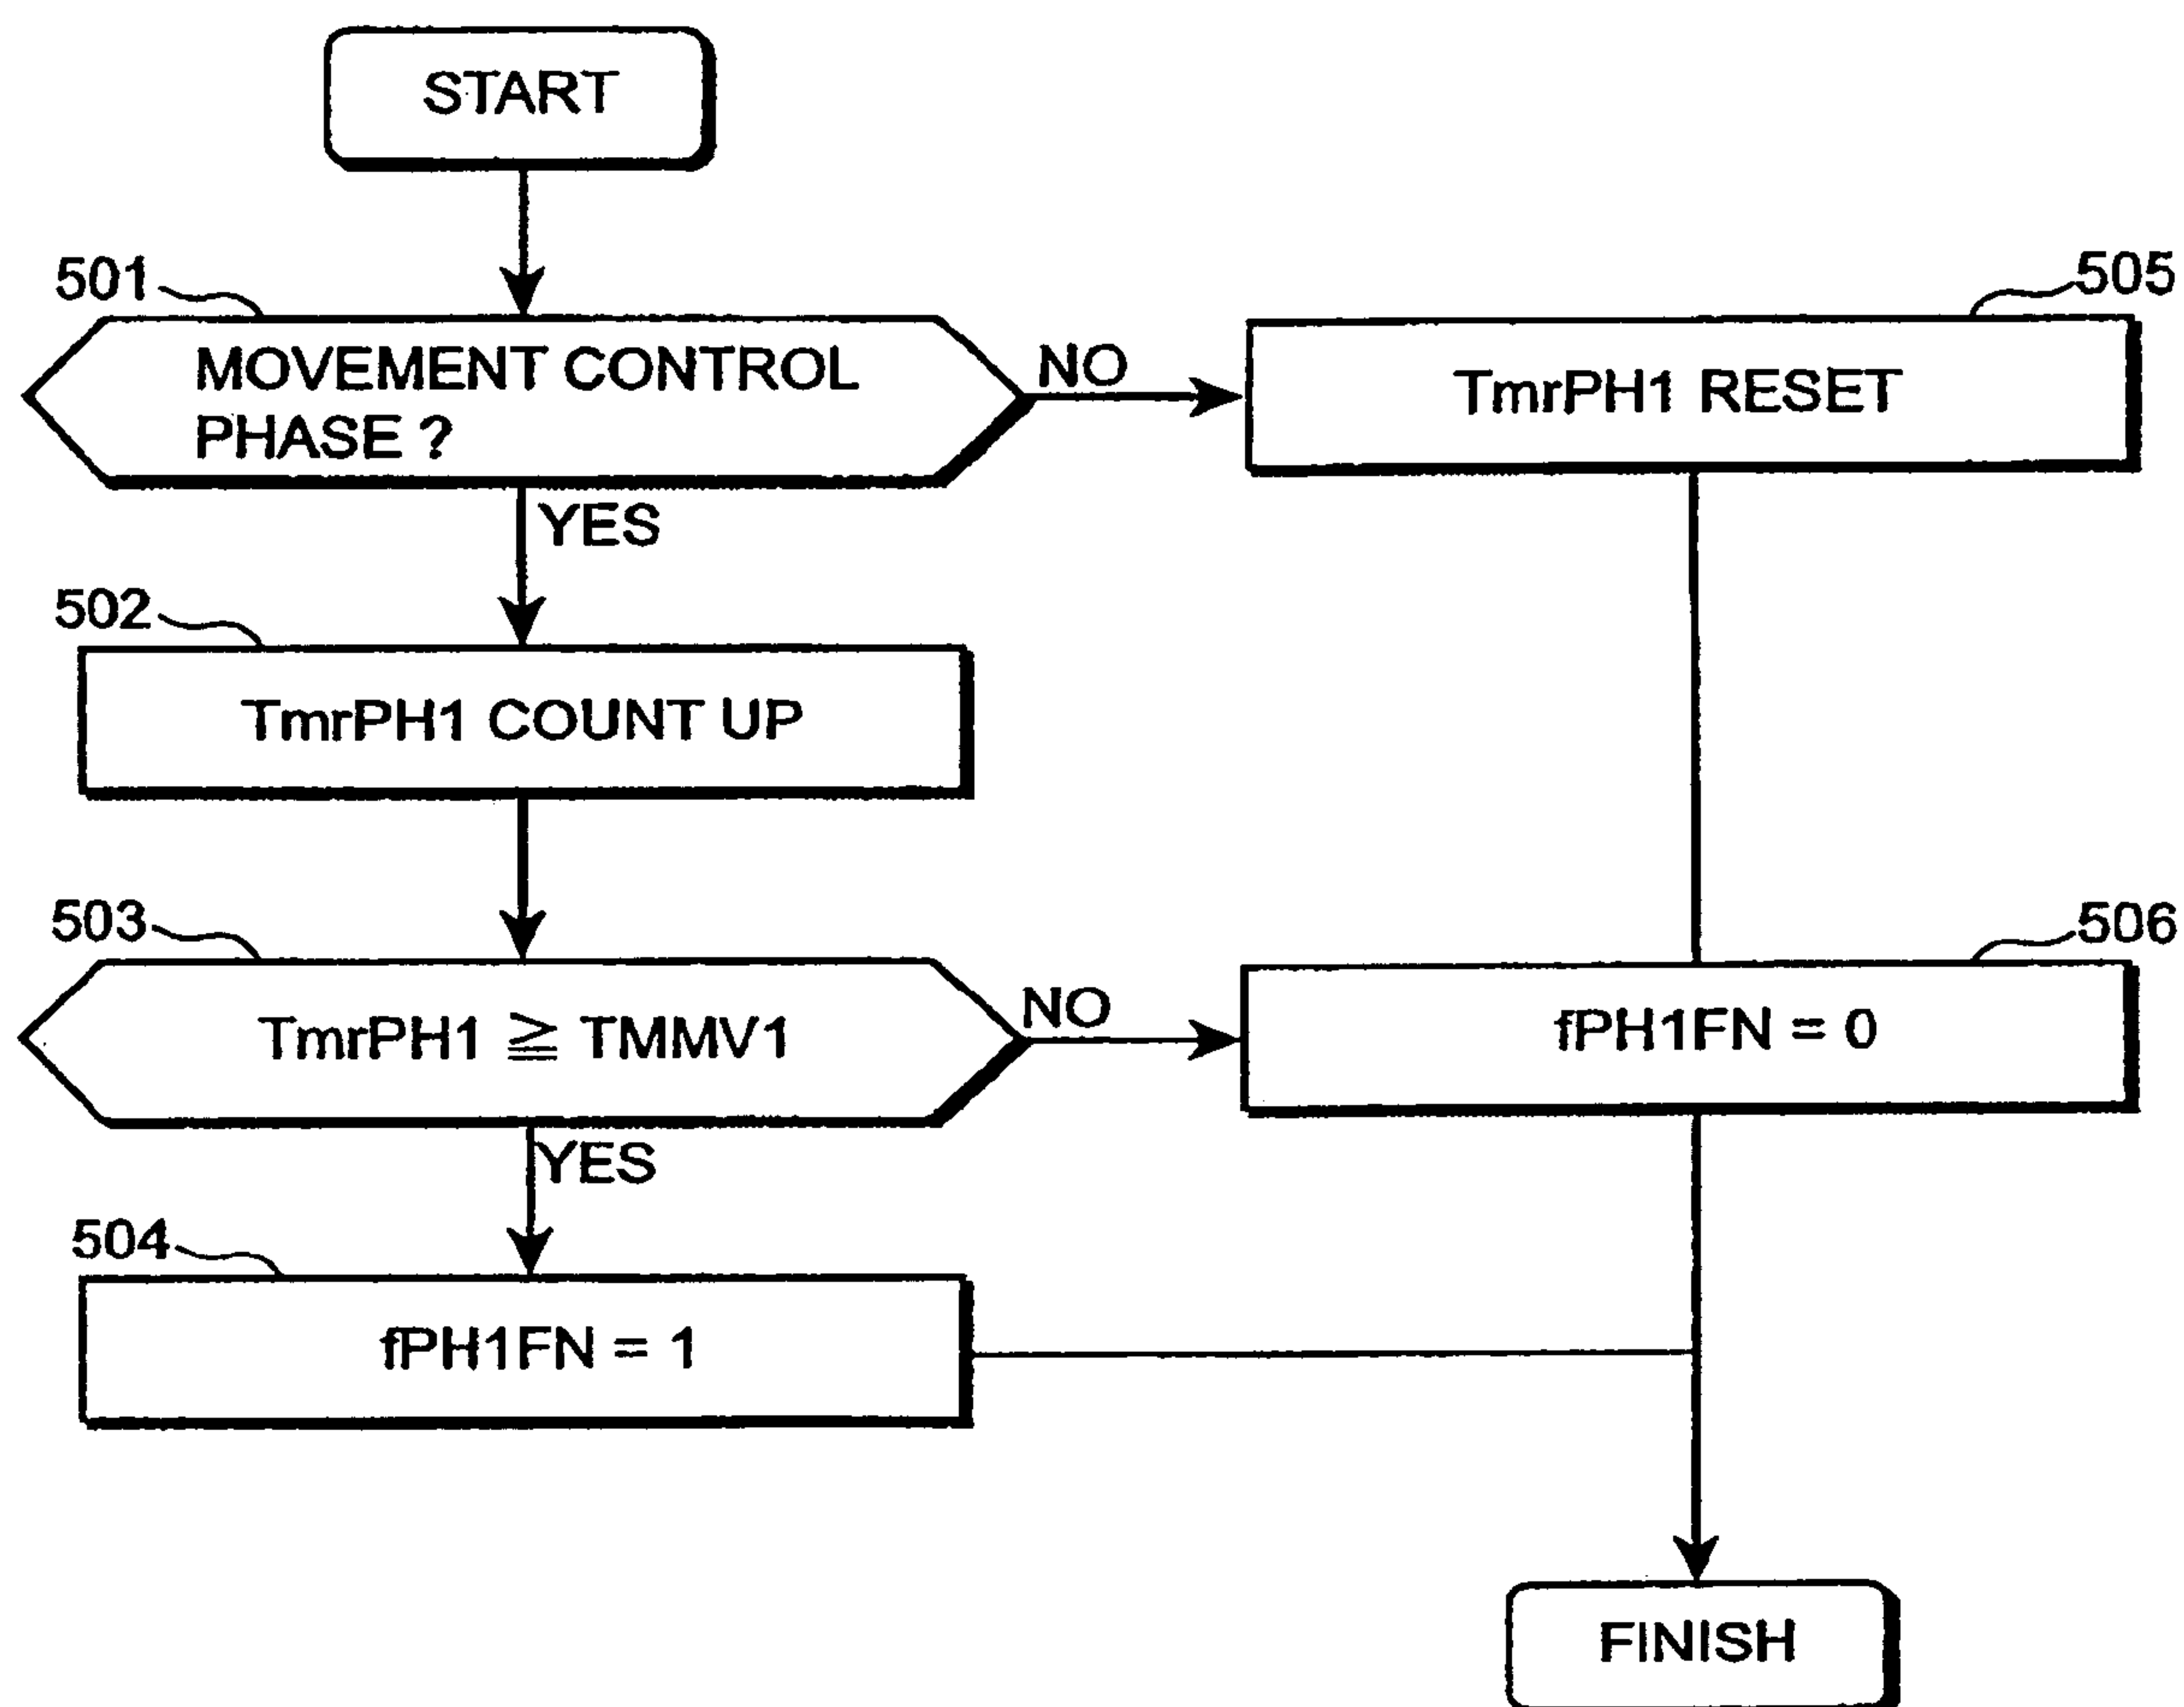 START
501
MOVEMENT CONTROL
PHASE ?
NO
505
TmrPH1 RESET
YES
502
TmrPH1 COUNT UP
503
TmrPH1 ≧ TMMV1
NO
506
fPH1FN = 0
YES
504
fPH1FN = 1
FINISH